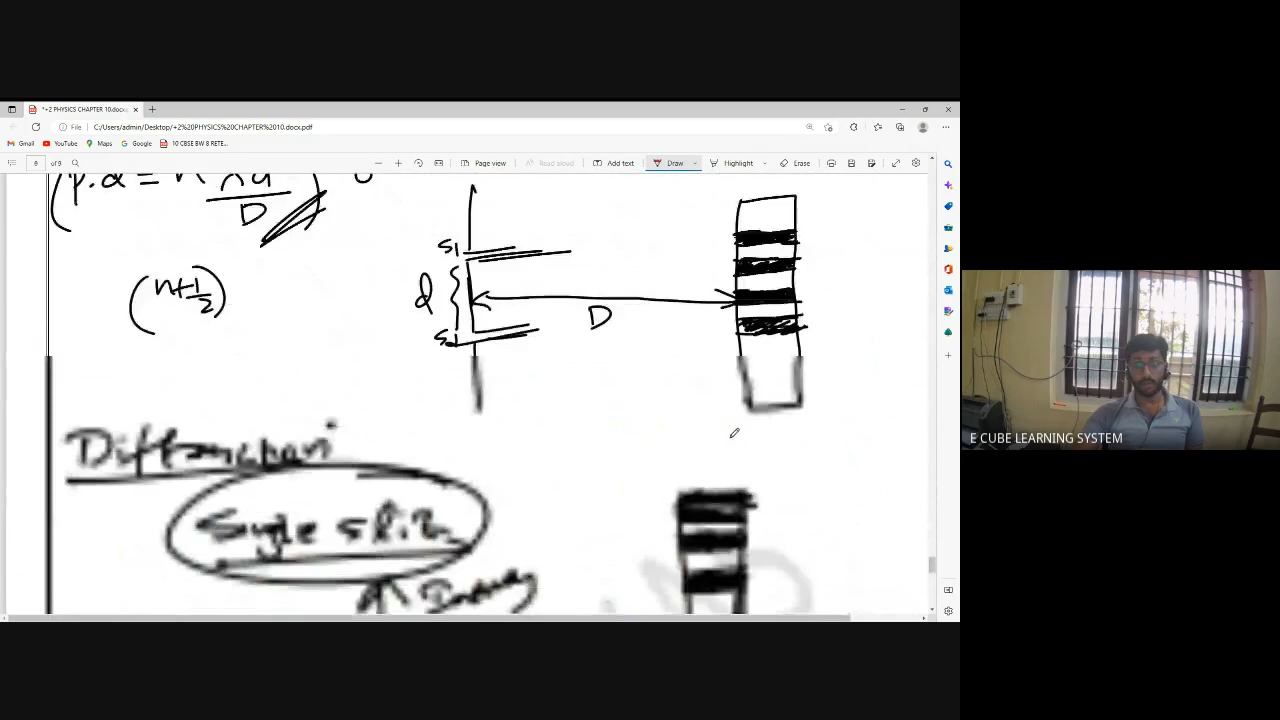 *+2 PHYSICS CHAPTER 10.docx.p
File C:/Users/admin/Desktop/+2%20PHYSICS%20CHAPTER%2010.docx.pdf
Gmail YouTube Maps Google 10 CBSE BW 8 RETE...
of 9 Page view Read aloud Add text Draw Highlight Erase
D
S1
(n+1/2)
d
D
S2
Diffraction
Single slit
E CUBE LEARNING SYSTEM